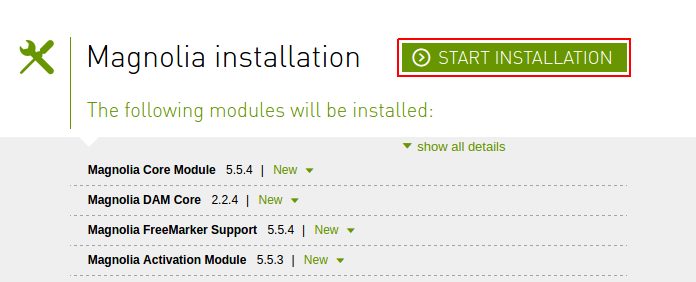 Magnolia installation
START INSTALLATION
The following modules will be installed:
show all details
Magnolia Core Module 5.5.4 | New
Magnolia DAM Core 2.2.4 | New
Magnolia FreeMarker Support 5.5.4 | New
Magnolia Activation Module 5.5.3 | New